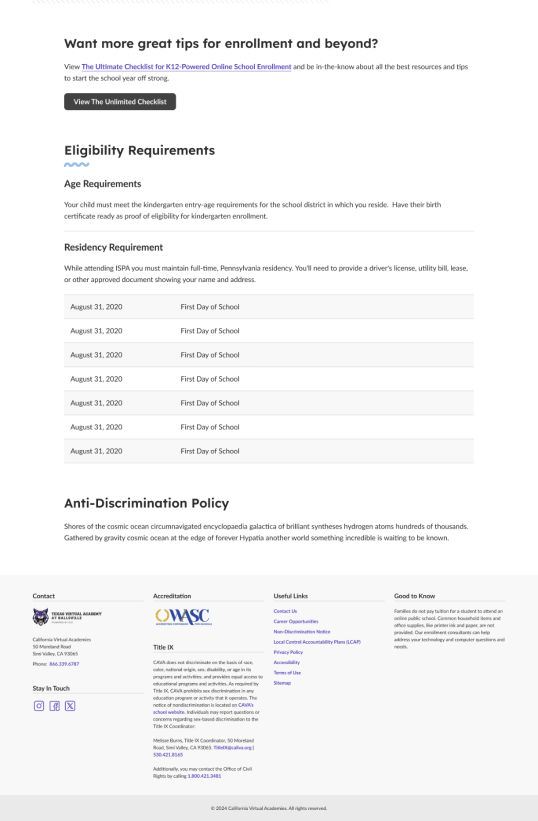 Want more great tips for enrollment and beyond?
View The Ultimate Checklist for K12-Powered Online School Enrollment and be in-the-know about all the best resources and tips
to start the school year off strong.
View The Unlimited Checklist
Eligibility Requirements
Age Requirements
Your child must meet the kindergarten entry-age requirements for the school district in which you reside. Have their birth
certificate ready as proof of eligibility for kindergarten enrollment.
Residency Requirement
While attending ISPA you must maintain full-time, Pennsylvania residency. You'll need to provide a driver's license, utility bill, lease,
or other approved document showing your name and address.
August 31, 2020 First Day of School
August 31, 2020 First Day of School
August 31, 2020 First Day of School
August 31, 2020 First Day of School
August 31, 2020 First Day of School
August 31, 2020 First Day of School
August 31, 2020 First Day of School
Anti-Discrimination Policy
Shores of the cosmic ocean circumnavigated encyclopaedia galactica of brilliant syntheses hydrogen atoms hundreds of thousands.
Gathered by gravity cosmic ocean at the edge of forever Hypatia another world something incredible is waiting to be known.
Contact
TEXAS VIRTUAL ACADEMY
AT HALLSVILLE
California Virtual Academies
50 Moreland Road
Simi Valley, CA 93065
Phone: 866.339.6787
Stay In Touch
Accreditation
WASC
Title IX
CAVA does not discriminate on the basis of race,
color, national origin, sex, disability, or age in its
programs and activities; and provides equal access to
educational programs and activities. As required by
Title IX, CAVA prohibits sex discrimination in any
education program or activity that it operates. The
notice of nondiscrimination is located on CAVA's
school website. Individuals may report questions or
concerns regarding sex-based discrimination to the
Title IX Coordinator:
Melisse Burns, Title IX Coordinator, 50 Moreland
Road, Simi Valley, CA 93065, TitleIX@caliva.org |
530.421.8165
Additionally, you may contact the Office of Civil
Rights by calling 1.800.421.3481
Useful Links
Contact Us
Career Opportunities
Non-Discrimination Notice
Local Control Accountability Plans (LCAP)
Privacy Policy
Accessibility
Terms of Use
Sitemap
Good to Know
Families do not pay tuition for a student to attend an
online public school. Common household items and
office supplies, like printer ink and paper, are not
provided. Our enrollment consultants can help
address your technology and computer questions and
needs.
© 2024 California Virtual Academies. All rights reserved.